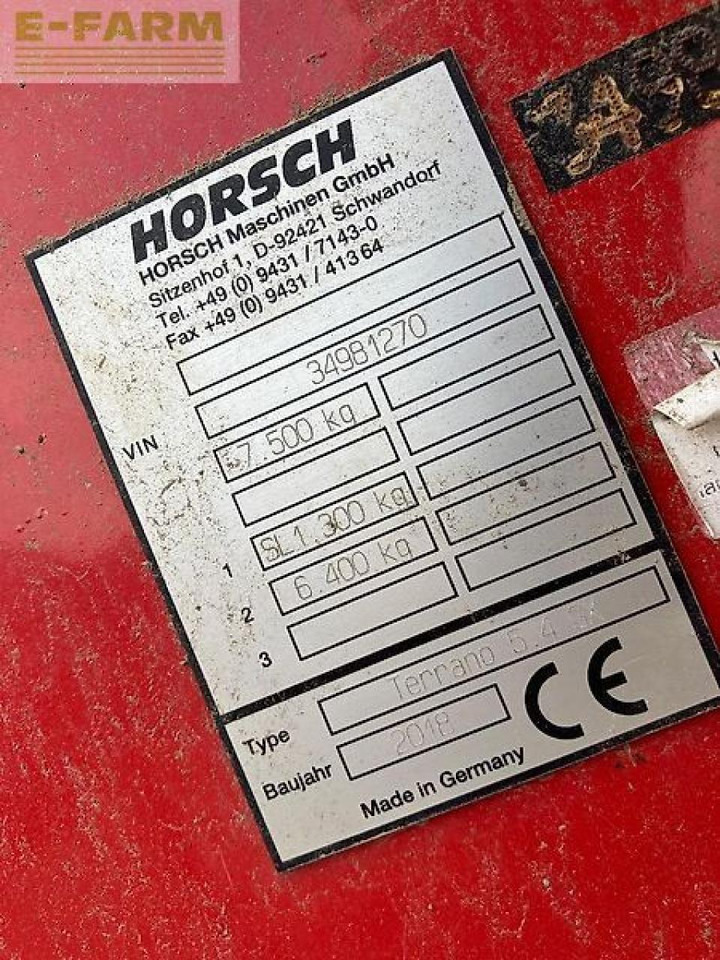 E-FARM
HORSCH
HORSCH Maschinen GmbH
Sitzenhof 1, D-92421 Schwandorf
Tel. +49 (0) 9431 / 7143-0
Fax +49 (0) 9431 / 413 64
VIN 34981270
7.500 kg
1 SL1.300 kg
2 6.400 kg
3
Type Terrano 5.4
Baujahr 2018
CE
Made in Germany